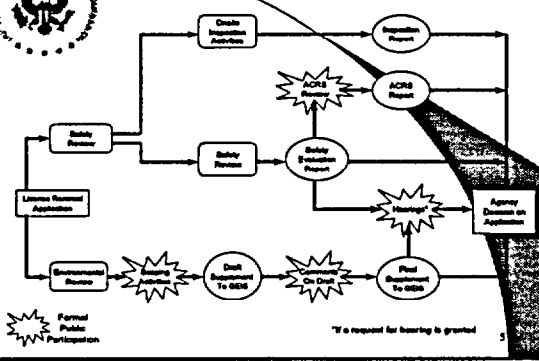 Onsite
Inspection
Activities
Inspection
Report
ACRS
Review
ACRS
Report
Safety
Review
Safety
Review
Safety
Evaluation
Report
License Renewal
Application
Hearings*
Agency
Decision on
Application
Environmental
Review
Scoping
Activities
Draft
Supplement
To GEIS
Comments
On Draft
Final
Supplement
To GEIS
Formal
Public
Participation
*If a request for hearing is granted
5